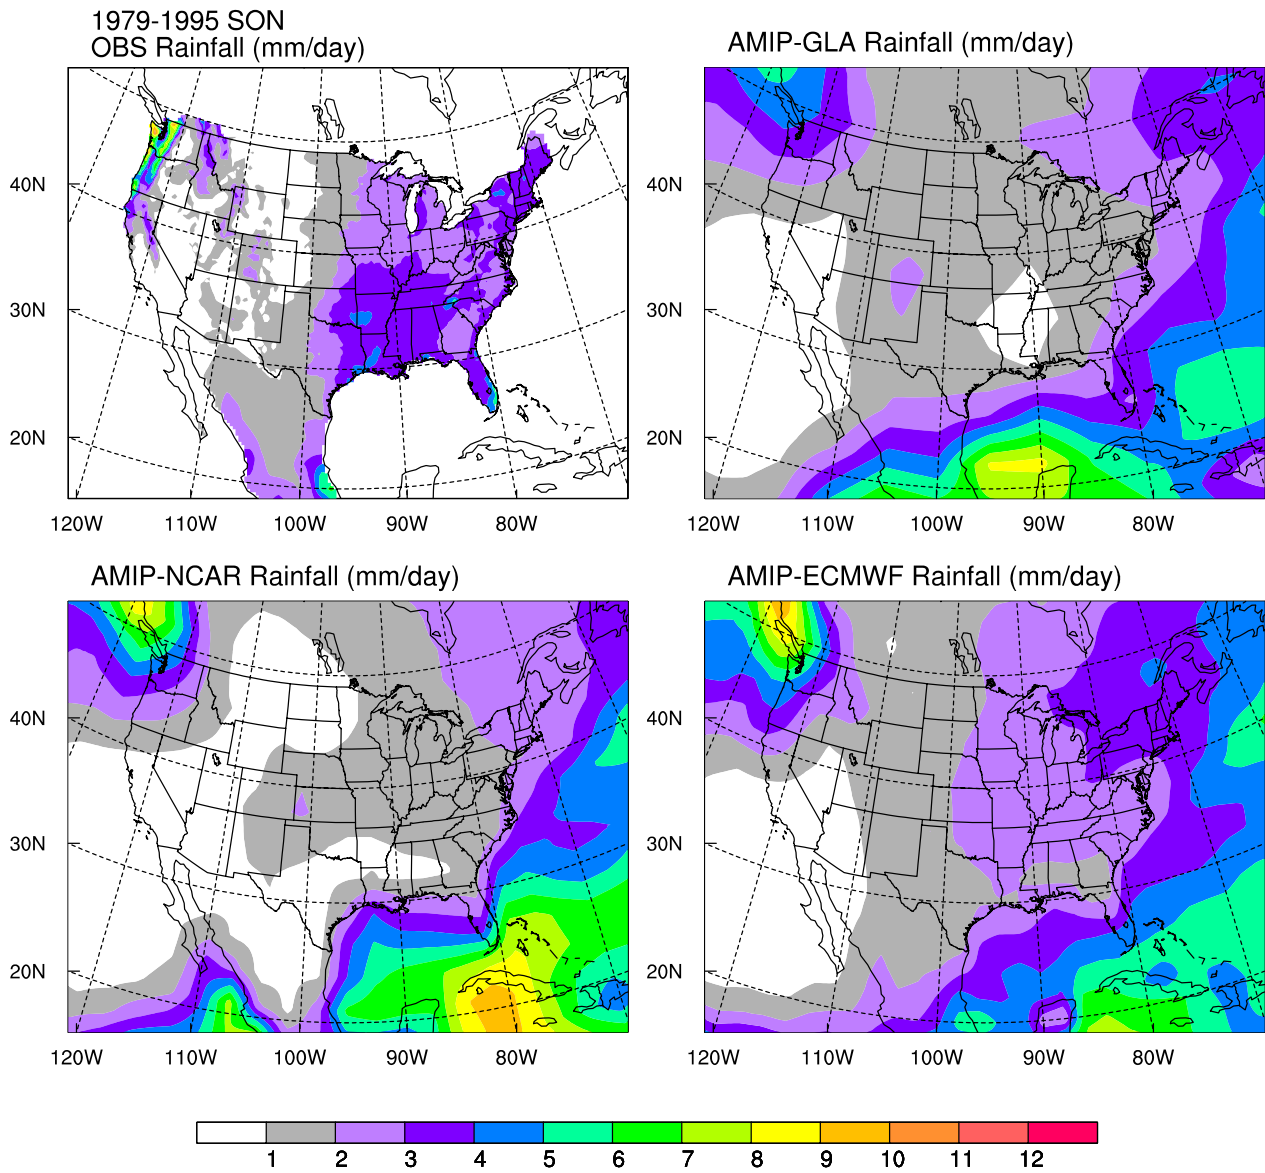 1979-1995 SON
OBS Rainfall (mm/day)
AMIP-GLA Rainfall (mm/day)
40N
30N
20N
120W 110W 100W 90W 80W
40N
30N
20N
120W 110W 100W 90W 80W
AMIP-NCAR Rainfall (mm/day)
AMIP-ECMWF Rainfall (mm/day)
40N
30N
20N
120W 110W 100W 90W 80W
40N
30N
20N
120W 110W 100W 90W 80W
1 2 3 4 5 6 7 8 9 10 11 12